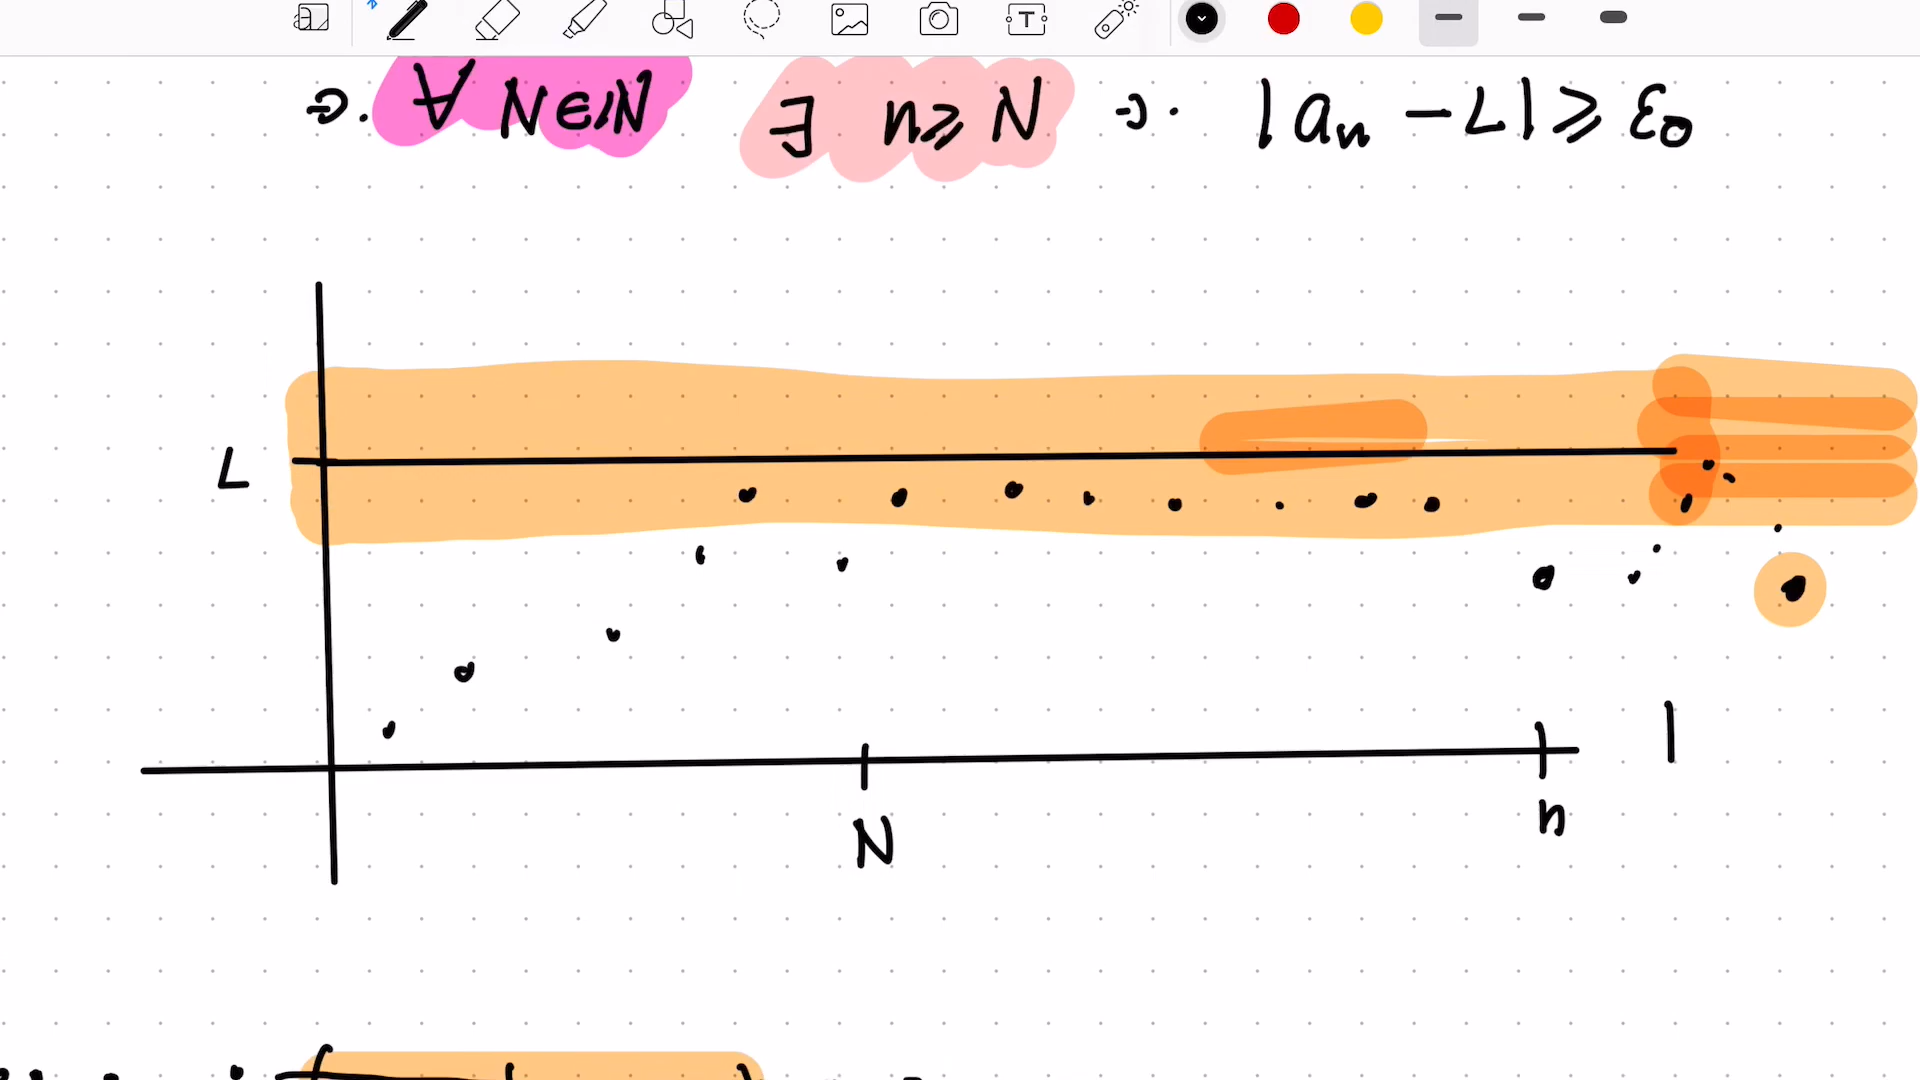 ∋. ∀ N∈ℕ ∃ n⩾N ∋. |aₙ - L| ⩾ ε₀
L
N
n